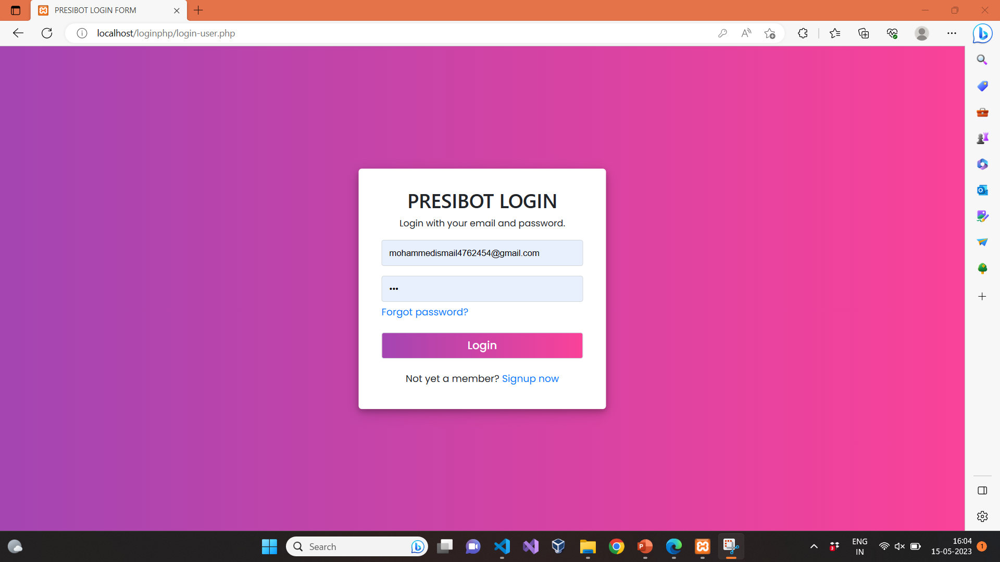 PRESIBOT LOGIN FORM
localhost/loginphp/login-user.php
PRESIBOT LOGIN
Login with your email and password.
mohammedismail4762454@gmail.com
•••
Forgot password?
Login
Not yet a member? Signup now
Search
ENG
IN
16:04
15-05-2023
1
3